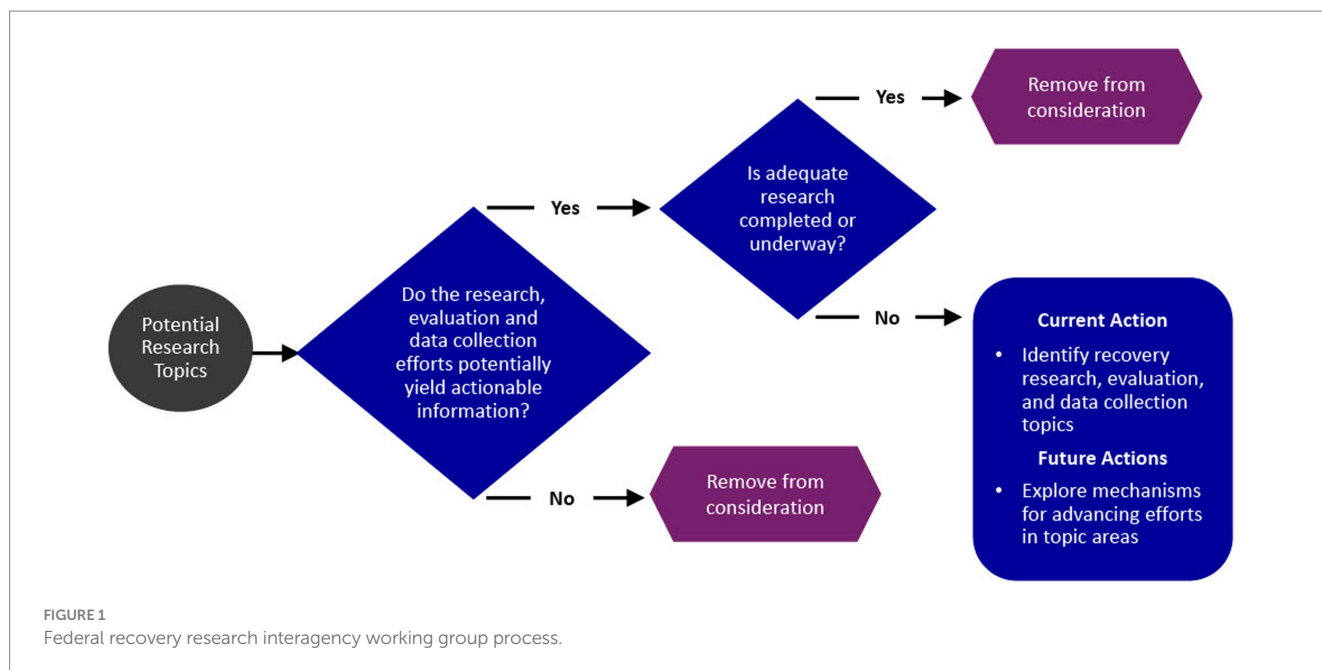 Potential
Research
Topics
Do the research,
evaluation and
data collection
efforts potentially
yield actionable
information?
Yes
Is adequate
research
completed or
underway?
Yes
Remove from
consideration
No
Current Action
• Identify recovery
research, evaluation,
and data collection
topics
Future Actions
• Explore mechanisms
for advancing efforts
in topic areas
No
Remove from
consideration
FIGURE 1
Federal recovery research interagency working group process.